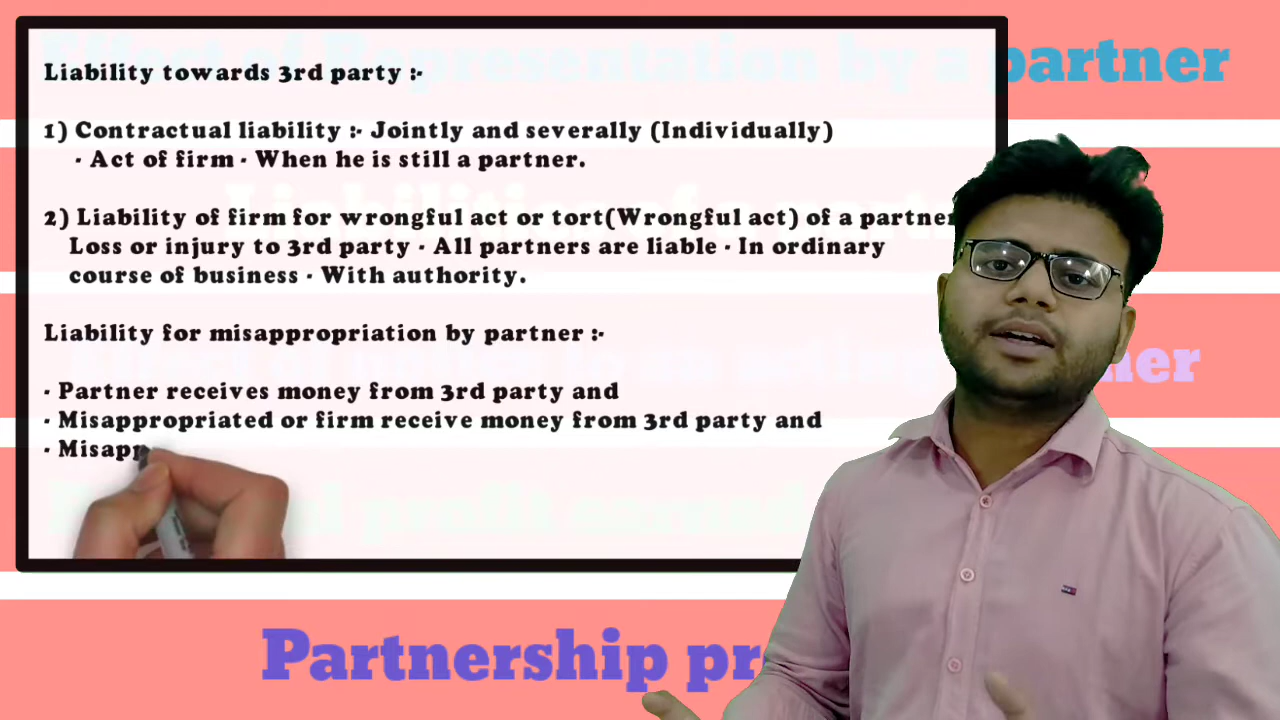 Effect of Representation by a partner
Liability towards 3rd party :-
1) Contractual liability :- Jointly and severally (Individually)
- Act of firm - When he is still a partner.
2) Liability of firm for wrongful act or tort(Wrongful act) of a partner
Loss or injury to 3rd party - All partners are liable - In ordinary
course of business - With authority.
Liability for misappropriation by partner :-
- Partner receives money from 3rd party and
- Misappropriated or firm receive money from 3rd party and
- Misapp
Partnership pr